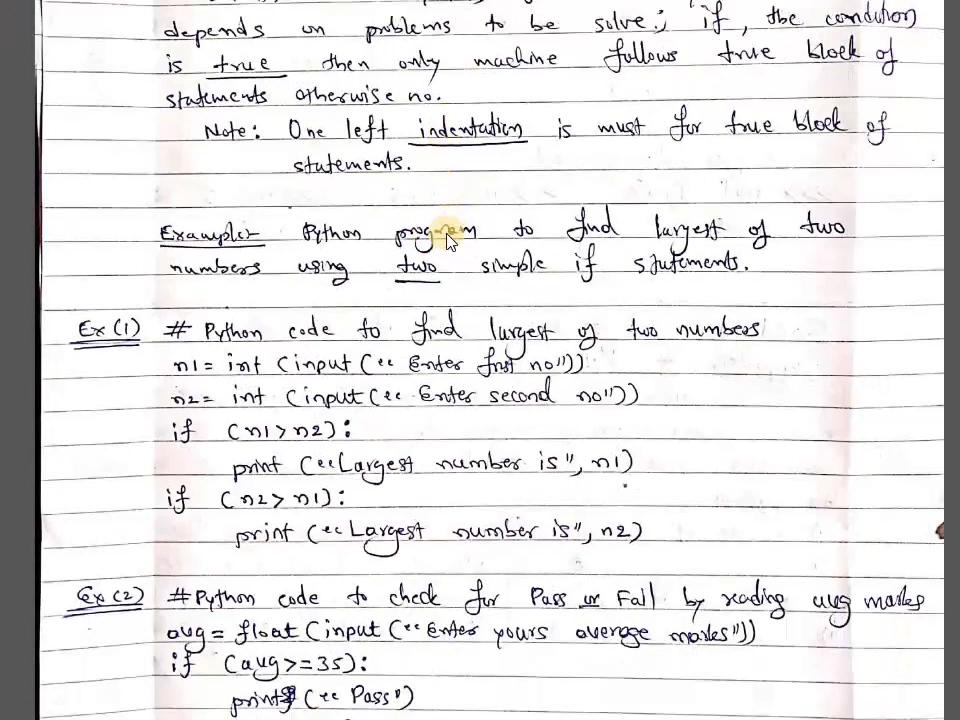 depends on problems to be solve; "if, the condition
is true then only machine follows true block of
statements otherwise no.
Note: One left indentation is must for true block of
statements.
Example:- Python program to find largest of two
numbers using two simple if statements.
Ex(1) # Python code to find largest of two numbers
n1= int (input ("Enter first no"))
n2= int (input ("Enter second no"))
if (n1>n2):
print ("Largest number is", n1)
if (n2>n1):
print ("Largest number is", n2)
Ex(2) #Python code to check for Pass or Fail by reading avg marks
avg= float (input ("Enter yours average marks"))
if (avg>=35):
print ("Pass")